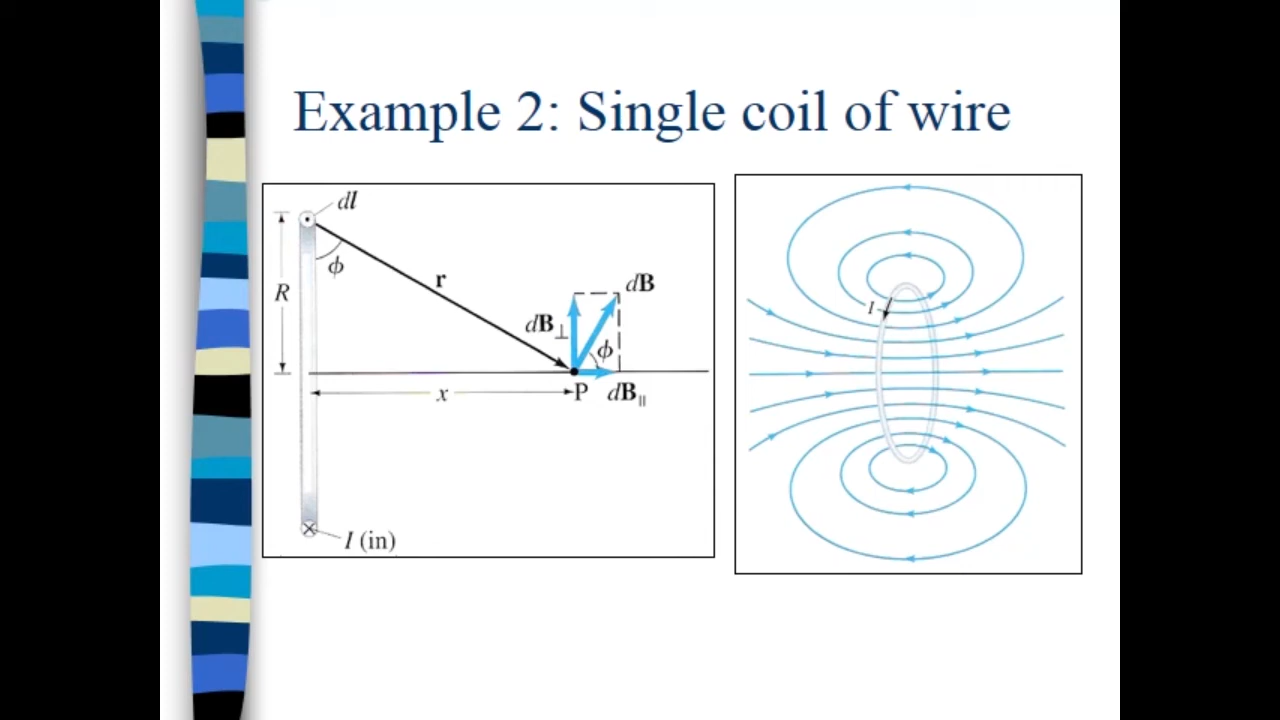 Example 2: Single coil of wire
dl
ϕ
R
r
dB
dB⊥
ϕ
x
P
dB∥
I (in)
I